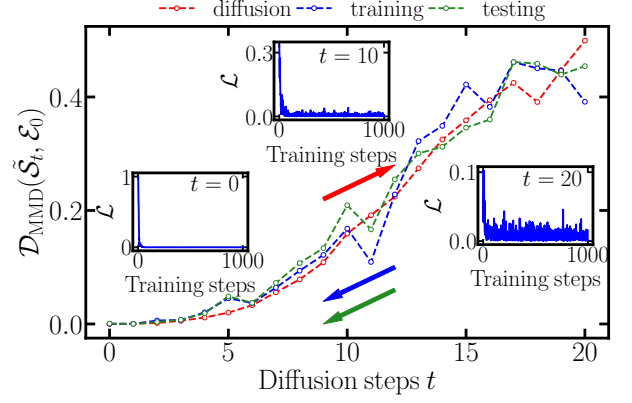 diffusion training testing
0.4
0.2
0.0
0 5 10 15 20
Diffusion steps t
𝒟_MMD(𝒮̃_t, ℰ_0)
0.3
0.0
ℒ
t = 10
0 1000
Training steps
1
0
ℒ
t = 0
0 1000
Training steps
0.1
0.0
ℒ
t = 20
0 1000
Training steps